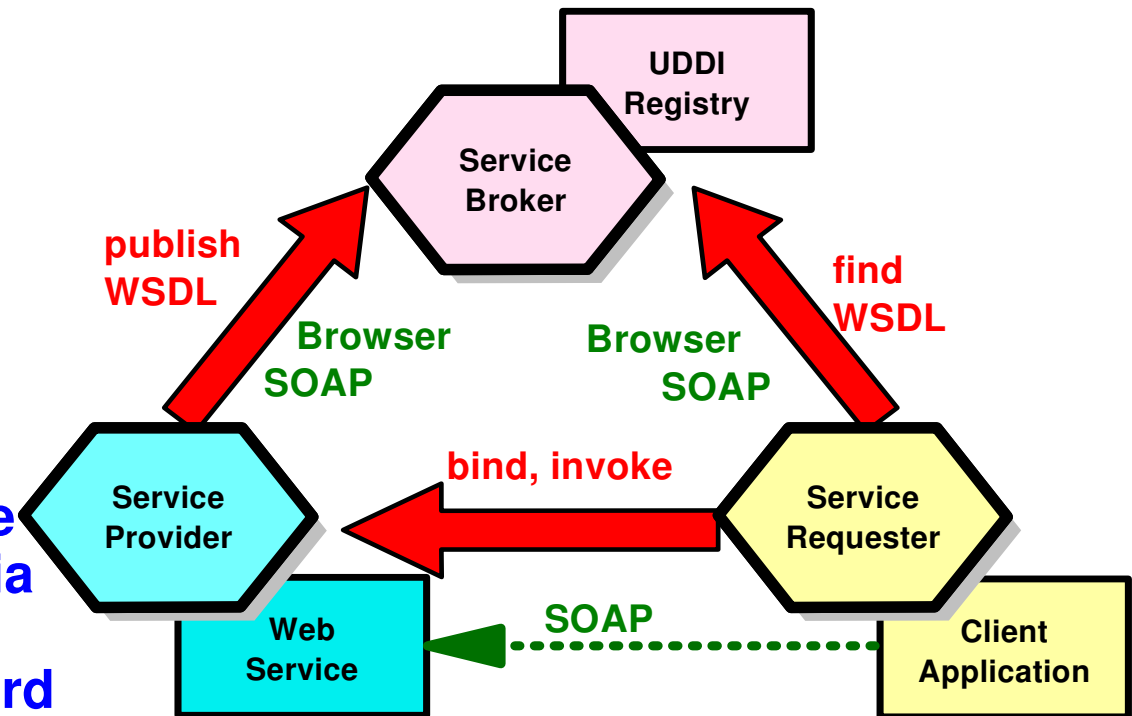 UDDI
Registry
Service
Broker
publish
WSDL
find
WSDL
Browser
SOAP
Browser
SOAP
bind, invoke
Service
Provider
Service
Requester
SOAP
Web
Service
Client
Application